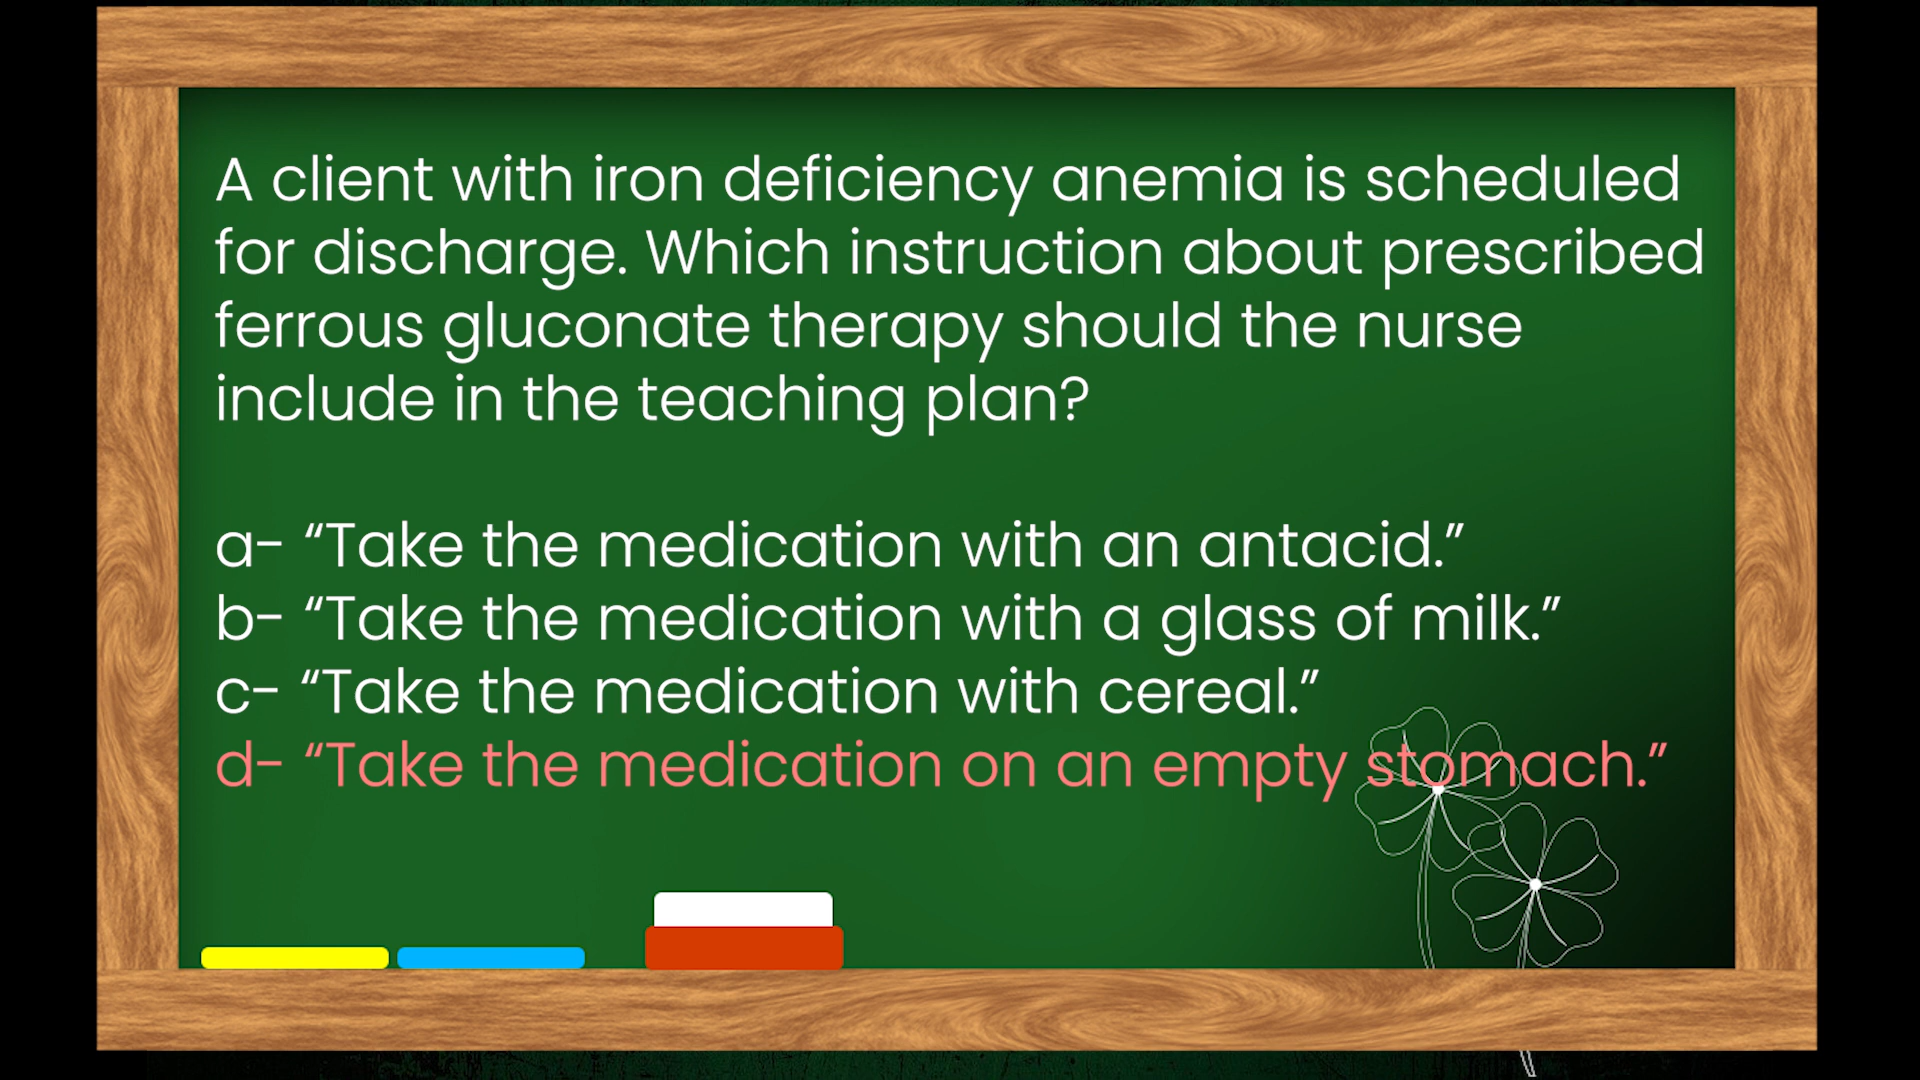 A client with iron deficiency anemia is scheduled
for discharge. Which instruction about prescribed
ferrous gluconate therapy should the nurse
include in the teaching plan?
a- “Take the medication with an antacid.”
b- “Take the medication with a glass of milk.”
c- “Take the medication with cereal.”
d- “Take the medication on an empty stomach.”